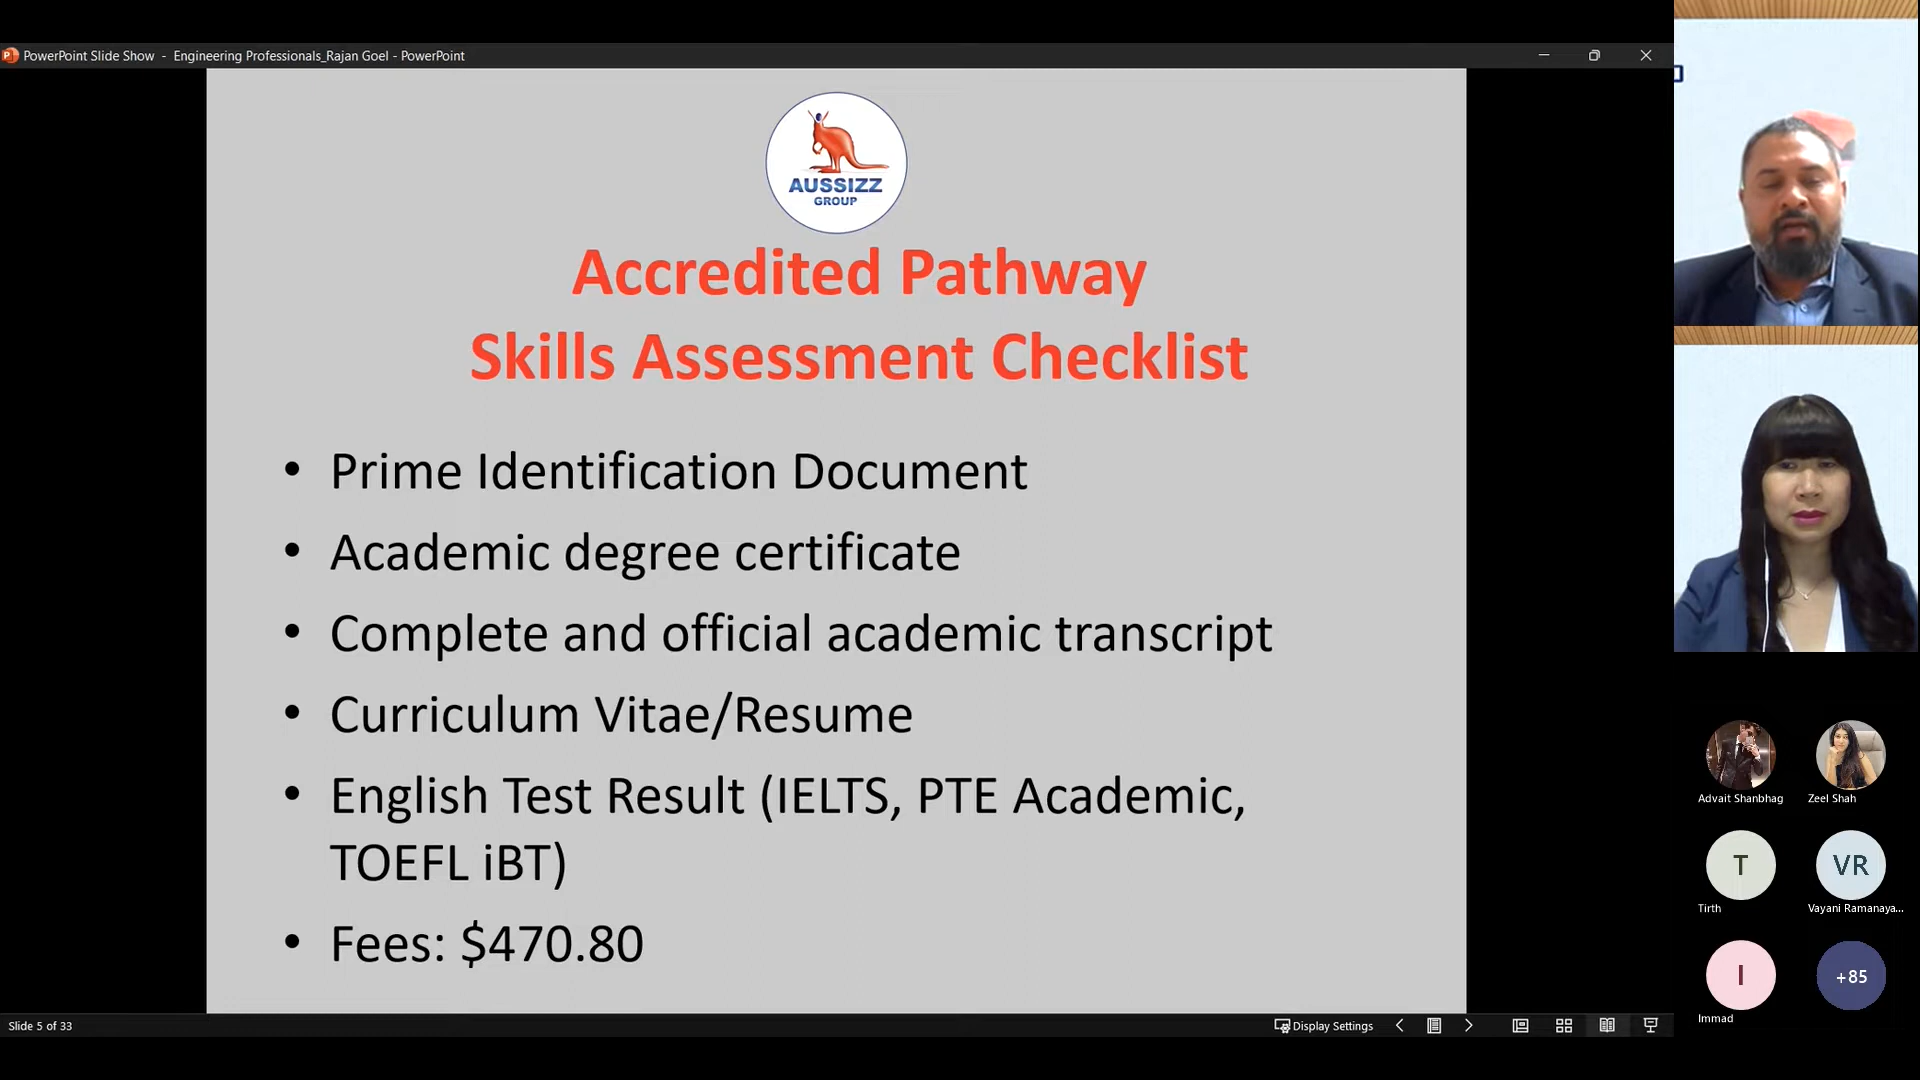 PowerPoint Slide Show - Engineering Professionals_Rajan Goel - PowerPoint
AUSSIZZ
GROUP
Accredited Pathway
Skills Assessment Checklist
• Prime Identification Document
• Academic degree certificate
• Complete and official academic transcript
• Curriculum Vitae/Resume
• English Test Result (IELTS, PTE Academic,
TOEFL iBT)
• Fees: $470.80
Slide 5 of 33
Display Settings
Advait Shanbhag
Zeel Shah
T
VR
Tirth
Vayani Ramanaya...
I
+85
Immad